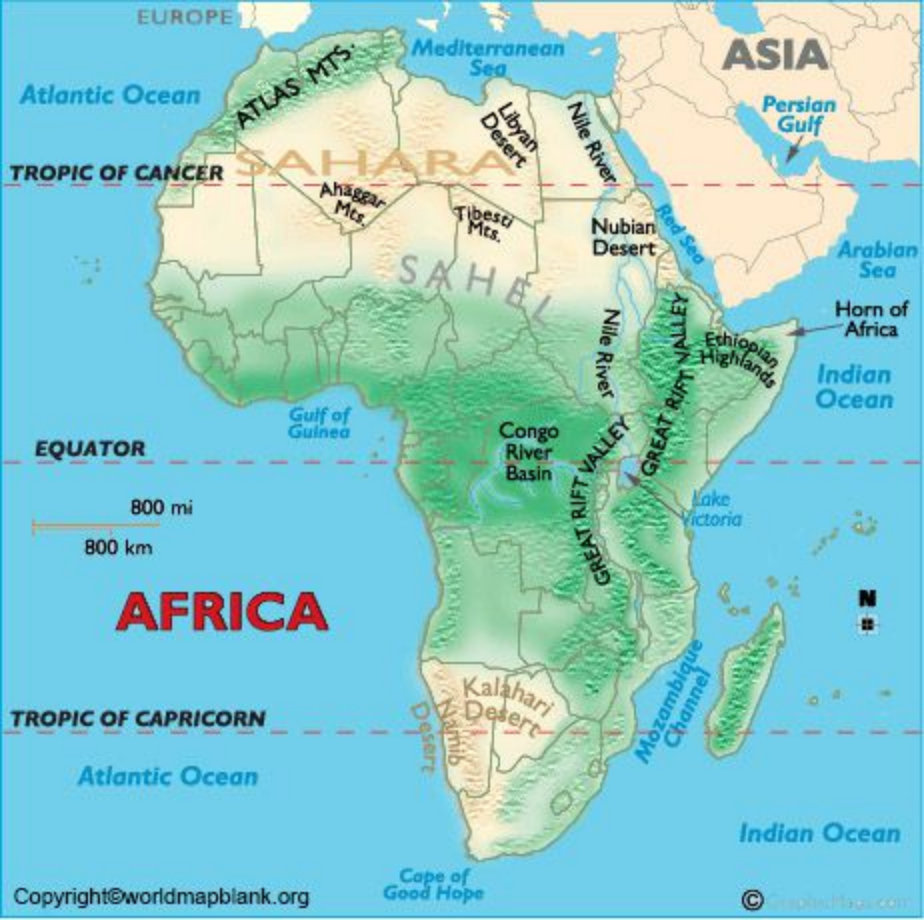 EUROPE
Mediterranean
Sea
ASIA
Atlantic Ocean
ATLAS MTS.
Persian
Gulf
Libyan
Desert
Nile River
SAHARA
TROPIC OF CANCER
Ahaggar
Mts.
Tibesti
Mts.
Nubian
Desert
Red Sea
Arabian
Sea
SAHEL
Horn of
Africa
Nile River
GREAT RIFT VALLEY
Ethiopian
Highlands
Indian
Ocean
Gulf of
Guinea
Congo
River
Basin
GREAT RIFT VALLEY
EQUATOR
Lake
Victoria
800 mi
800 km
AFRICA
N
Mozambique
Channel
Kalahari
Desert
Namib
Desert
TROPIC OF CAPRICORN
Atlantic Ocean
Indian Ocean
Cape of
Good Hope
Copyright©worldmapblank.org
© GraphicMaps.com